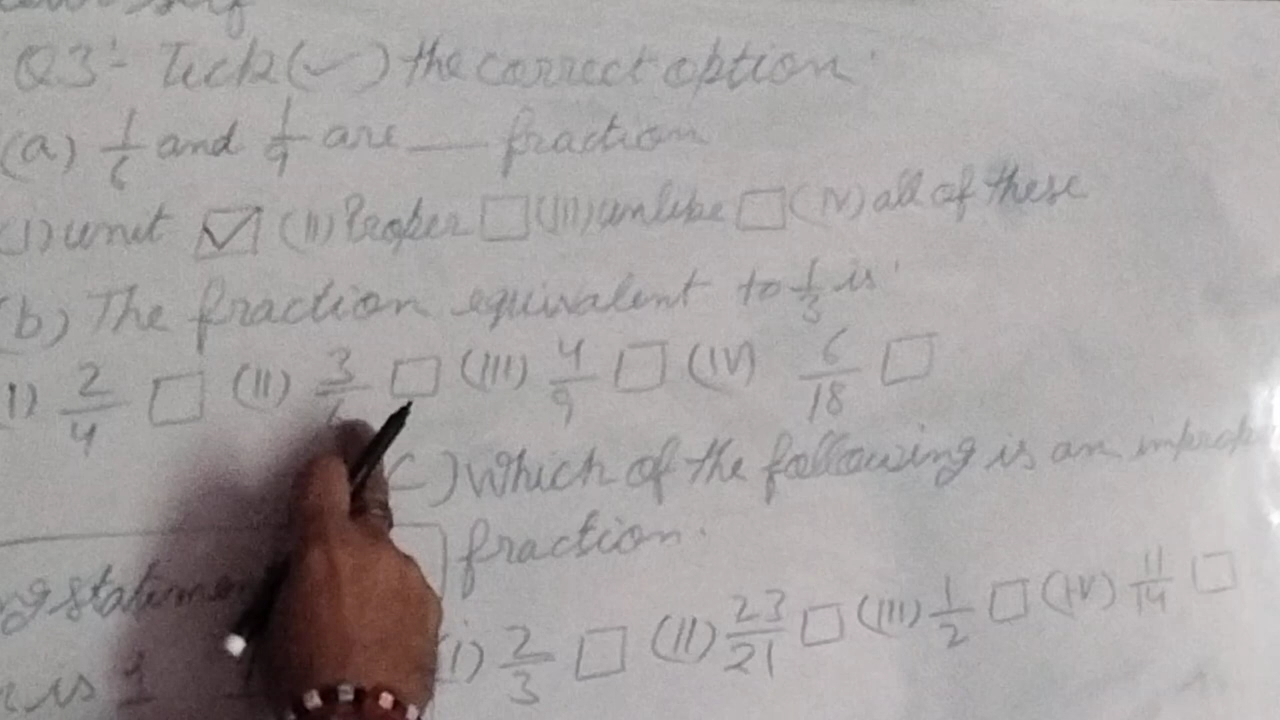 Q3:- Tick (✓) the correct option.
(a) 1/6 and 1/9 are ___ fraction
(I) unit ☑ (II) Proper □ (III) unlike □ (IV) all of these
(b) The fraction equivalent to 1/3 is
(I) 2/4 □ (II) 3/6 □ (III) 4/9 □ (IV) 6/18 □
(c) Which of the following is an
fraction.
(i) 2/3 □ (II) 23/21 □ (III) 1/2 □ (IV) 11/14 □
is 1